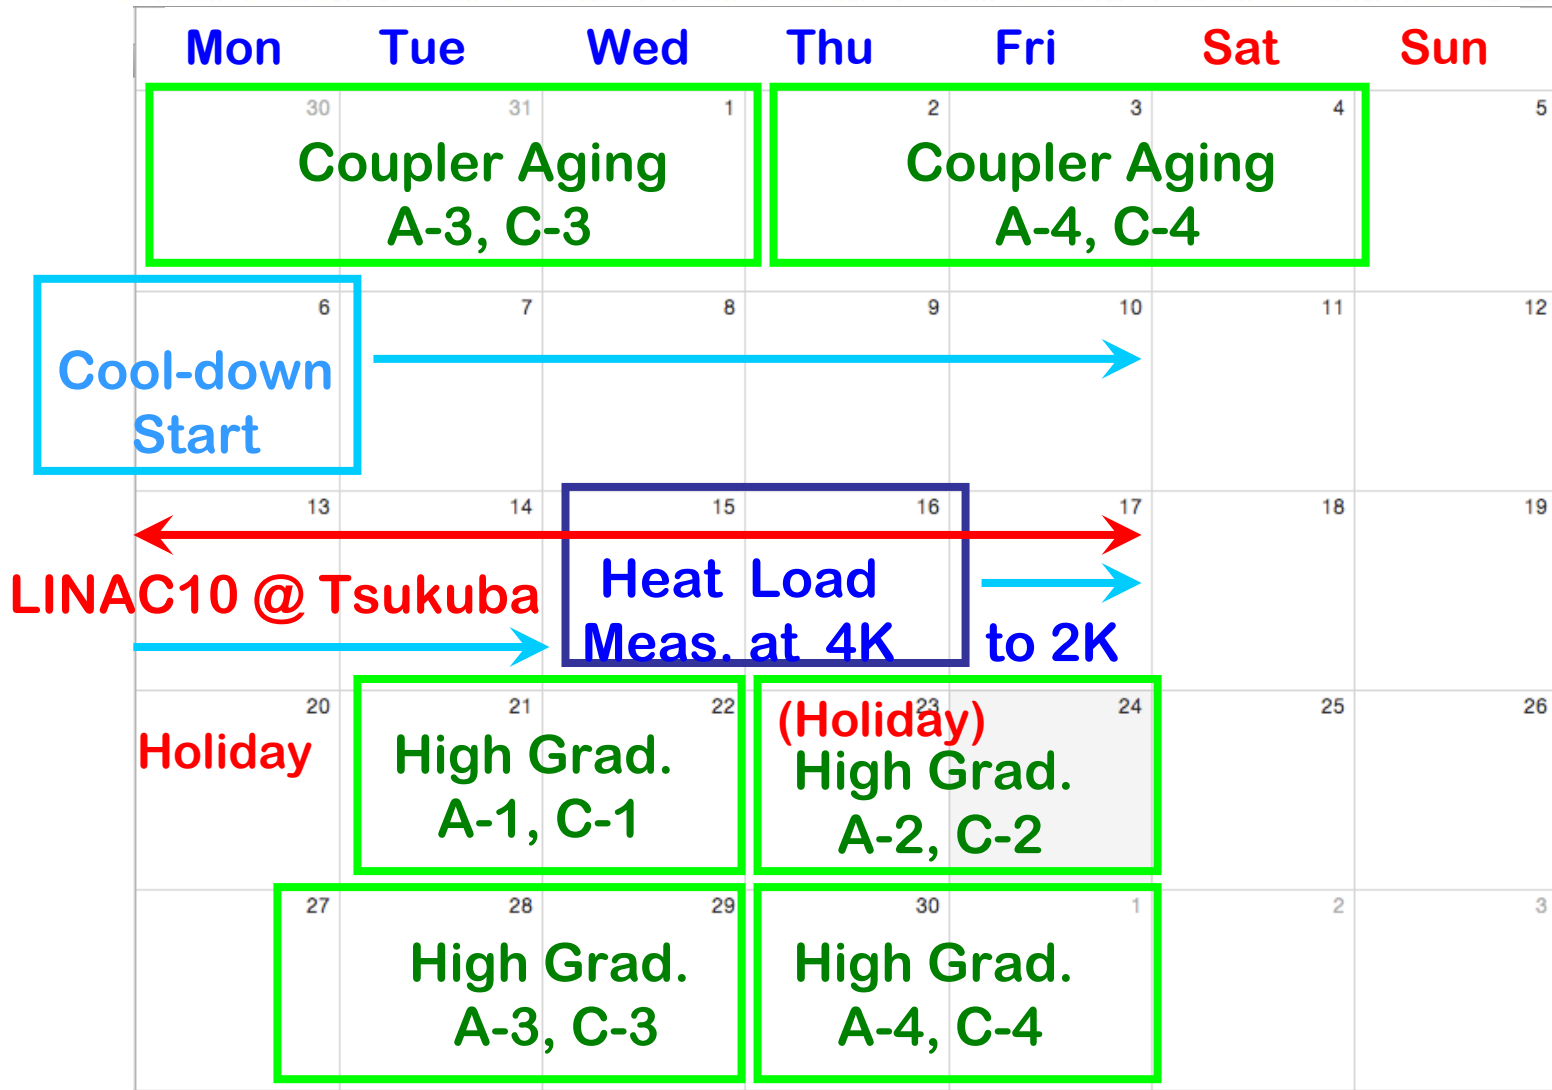 Mon Tue Wed Thu Fri Sat Sun
30 31 1 2 3 4 5
Coupler Aging
A-3, C-3
Coupler Aging
A-4, C-4
6 7 8 9 10 11 12
Cool-down
Start
13 14 15 16 17 18 19
LINAC10 @ Tsukuba
Heat Load
Meas. at 4K
to 2K
20 21 22 23 24 25 26
Holiday
High Grad.
A-1, C-1
(Holiday)
High Grad.
A-2, C-2
27 28 29 30 1 2 3
High Grad.
A-3, C-3
High Grad.
A-4, C-4